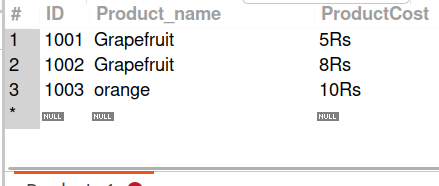 # ID Product_name ProductCost
1 1001 Grapefruit 5Rs
2 1002 Grapefruit 8Rs
3 1003 orange 10Rs
* NULL NULL NULL